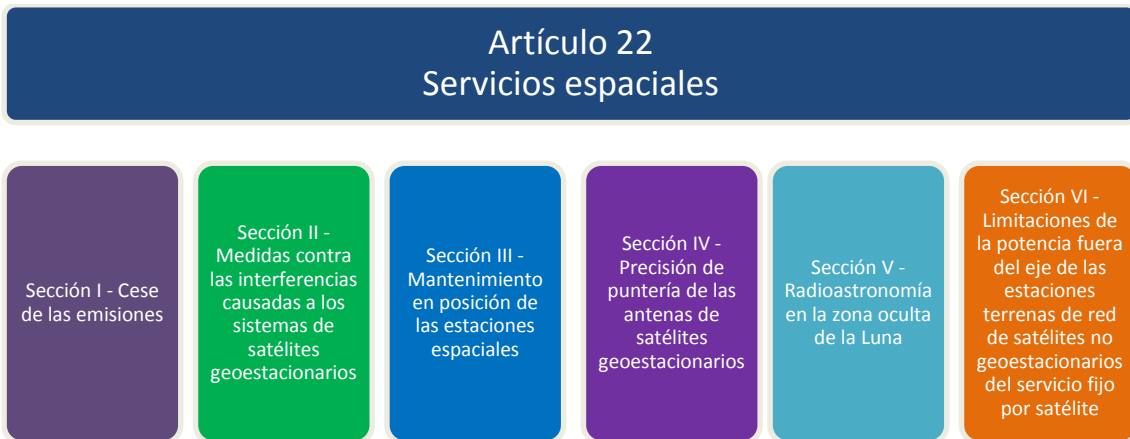 Artículo 22
Servicios espaciales
Sección I - Cese
de las emisiones
Sección II -
Medidas contra
las interferencias
causadas a los
sistemas de
satélites
geoestacionarios
Sección III -
Mantenimiento
en posición de
las estaciones
espaciales
Sección IV -
Precisión de
puntería de las
antenas de
satélites
geoestacionarios
Sección V -
Radioastronomía
en la zona oculta
de la Luna
Sección VI -
Limitaciones de
la potencia fuera
del eje de las
estaciones
terrenas de red
de satélites no
geoestacionarios
del servicio fijo
por satélite